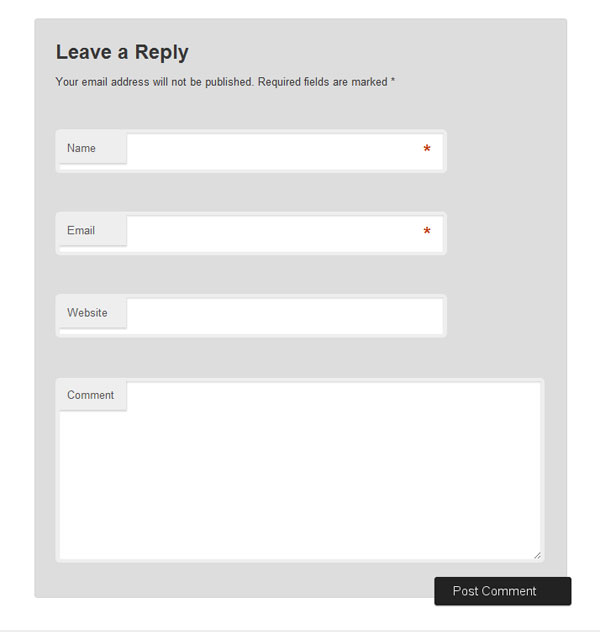 Leave a Reply
Your email address will not be published. Required fields are marked *
Name *
Email *
Website
Comment
Post Comment